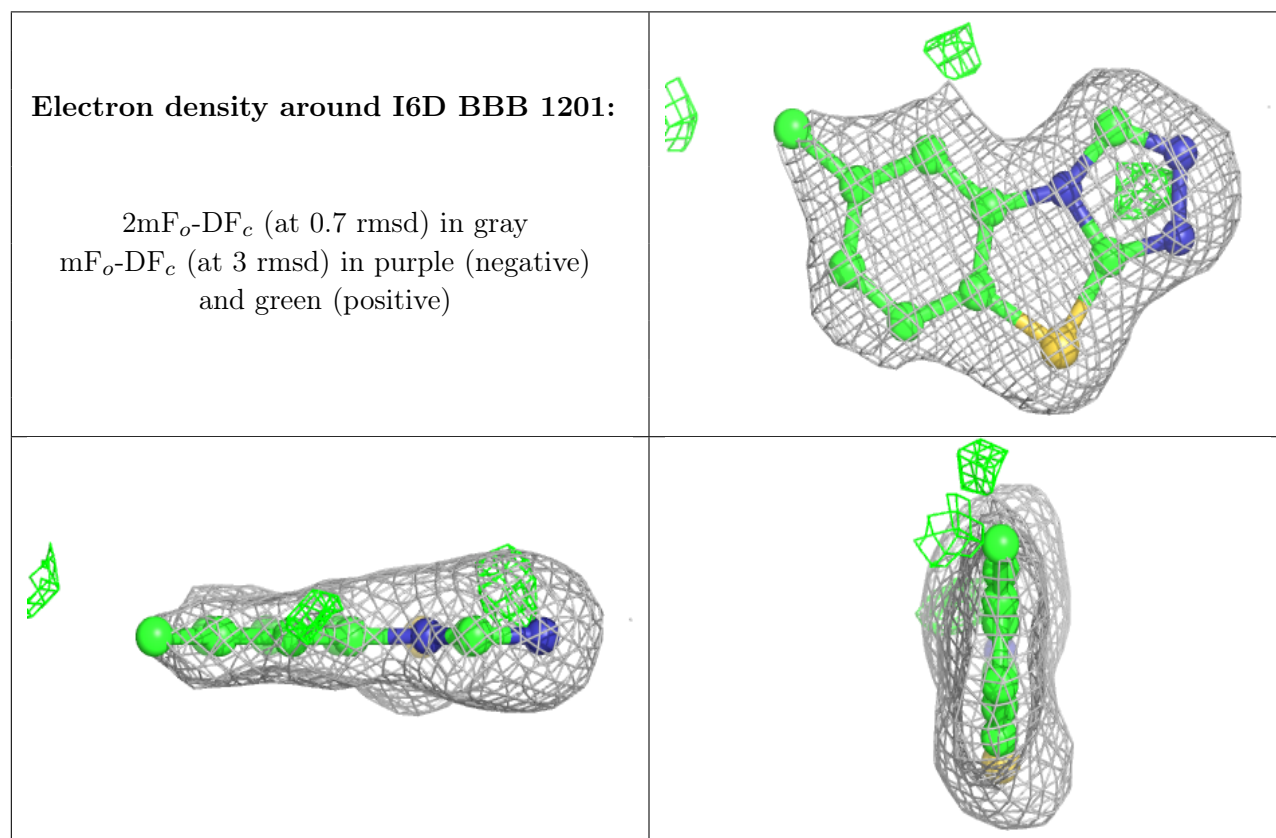 Electron density around I6D BBB 1201:
2mFo-DFc (at 0.7 rmsd) in gray
mFo-DFc (at 3 rmsd) in purple (negative)
and green (positive)